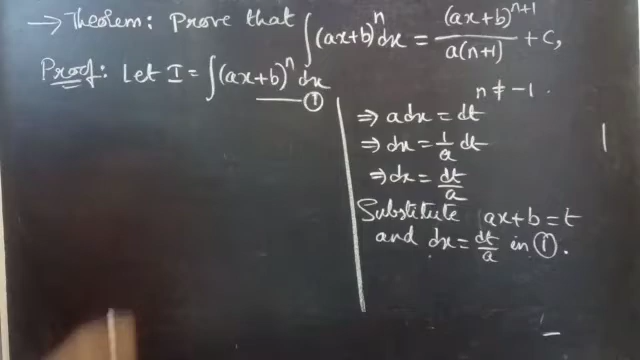 → Theorem: Prove that ∫(ax+b)^n dx = (ax+b)^(n+1) / a(n+1) + c,
n ≠ -1.
Proof: Let I = ∫(ax+b)^n dx
—— ①
⇒ adx = dt
⇒ dx = 1/a dt
⇒ dx = dt/a
Substitute ax+b = t
and dx = dt/a in ①.